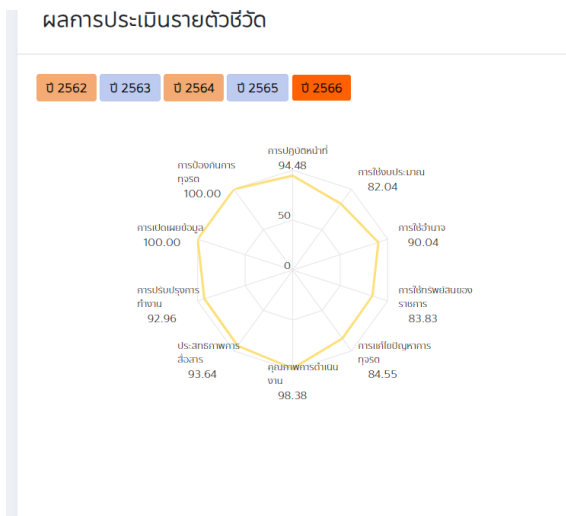 ผลการประเมินรายตัวชี้วัด
ปี 2562 ปี 2563 ปี 2564 ปี 2565 ปี 2566
การปฏิบัติหน้าที่
94.48
การใช้งบประมาณ
82.04
การใช้อำนาจ
90.04
การใช้ทรัพย์สินของ
ราชการ
83.83
การแก้ไขปัญหาการ
ทุจริต
84.55
คุณภาพการดำเนิน
งาน
98.38
ประสิทธิภาพการ
สื่อสาร
93.64
การปรับปรุงการ
ทำงาน
92.96
การเปิดเผยข้อมูล
100.00
การป้องกันการ
ทุจริต
100.00
50
0